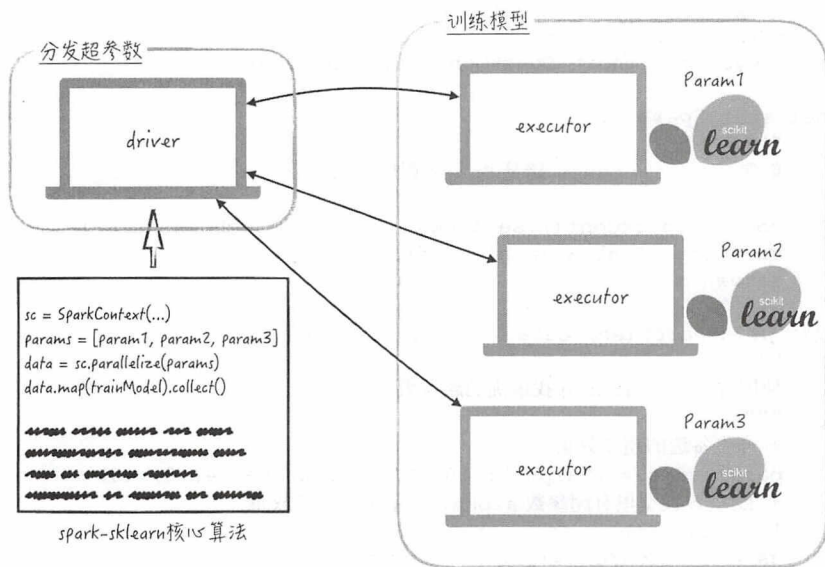 分发超参数
driver
sc = SparkContext(...)
params = [param1, param2, param3]
data = sc.parallelize(params)
data.map(trainModel).collect()
spark-sklearn核心算法
训练模型
executor
Param1
scikit
learn
executor
Param2
scikit
learn
executor
Param3
scikit
learn